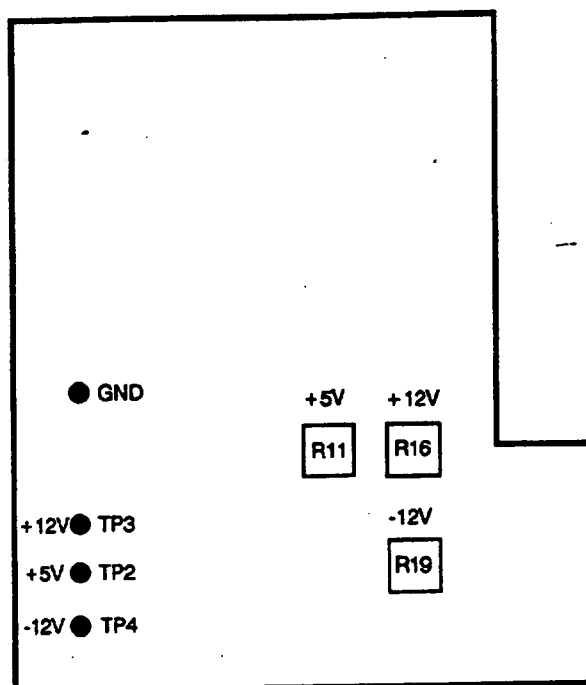 GND
+5V +12V
R11 R16
+12V TP3
-12V
+5V TP2
R19
-12V TP4